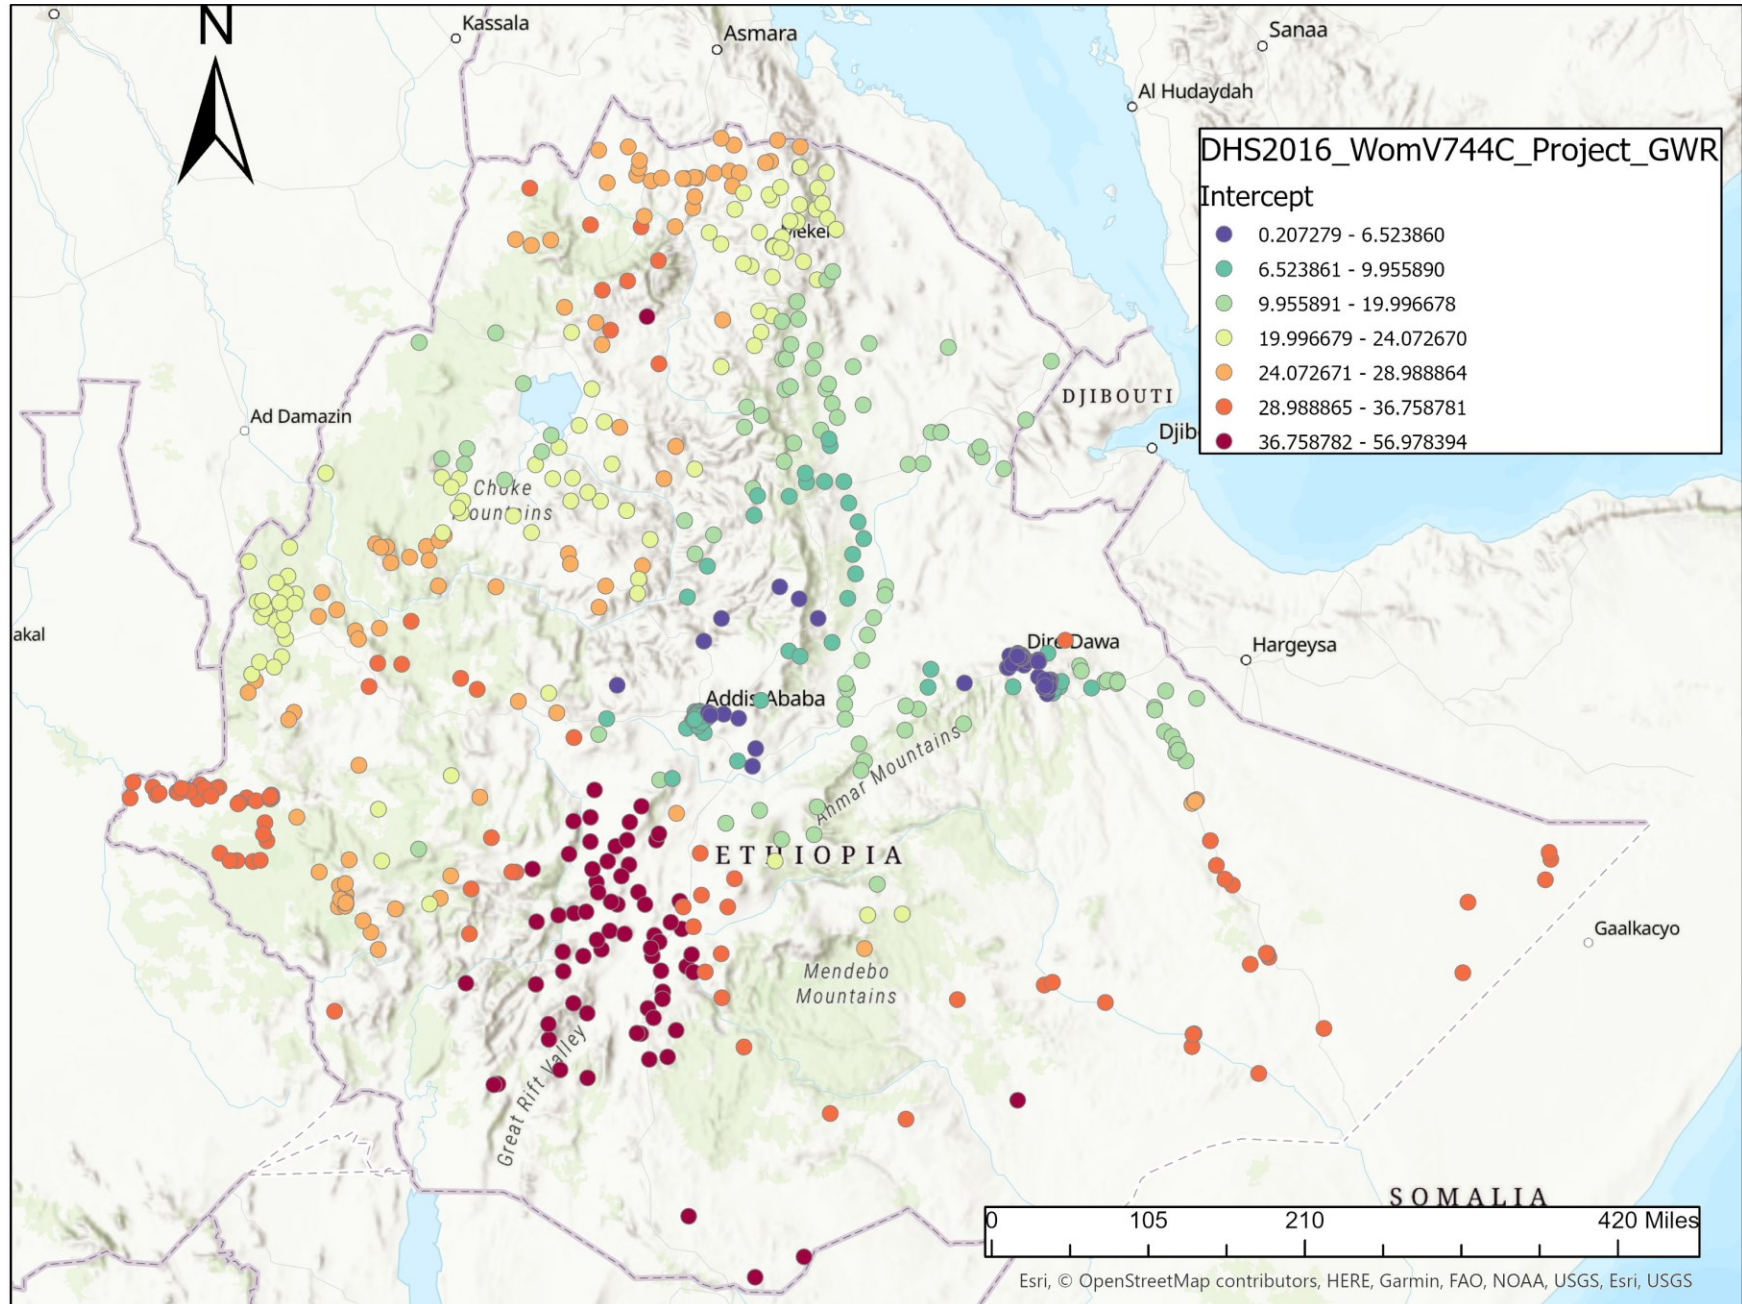 N
Kassala
Asmara
Sanaa
Al Hudaydah
DHS2016_WomV744C_Project_GWR
Intercept
0.207279 - 6.523860
6.523861 - 9.955890
9.955891 - 19.996678
19.996679 - 24.072670
24.072671 - 28.988864
28.988865 - 36.758781
36.758782 - 56.978394
Mekel
DJIBOUTI
Ad Damazin
Djib
Choke
Mountains
akal
Dire Dawa
Hargeysa
Addis Ababa
Ahmar Mountains
ETHIOPIA
Gaalkacyo
Mendebo
Mountains
Great Rift Valley
SOMALIA
0 105 210 420 Miles
Esri, © OpenStreetMap contributors, HERE, Garmin, FAO, NOAA, USGS, Esri, USGS